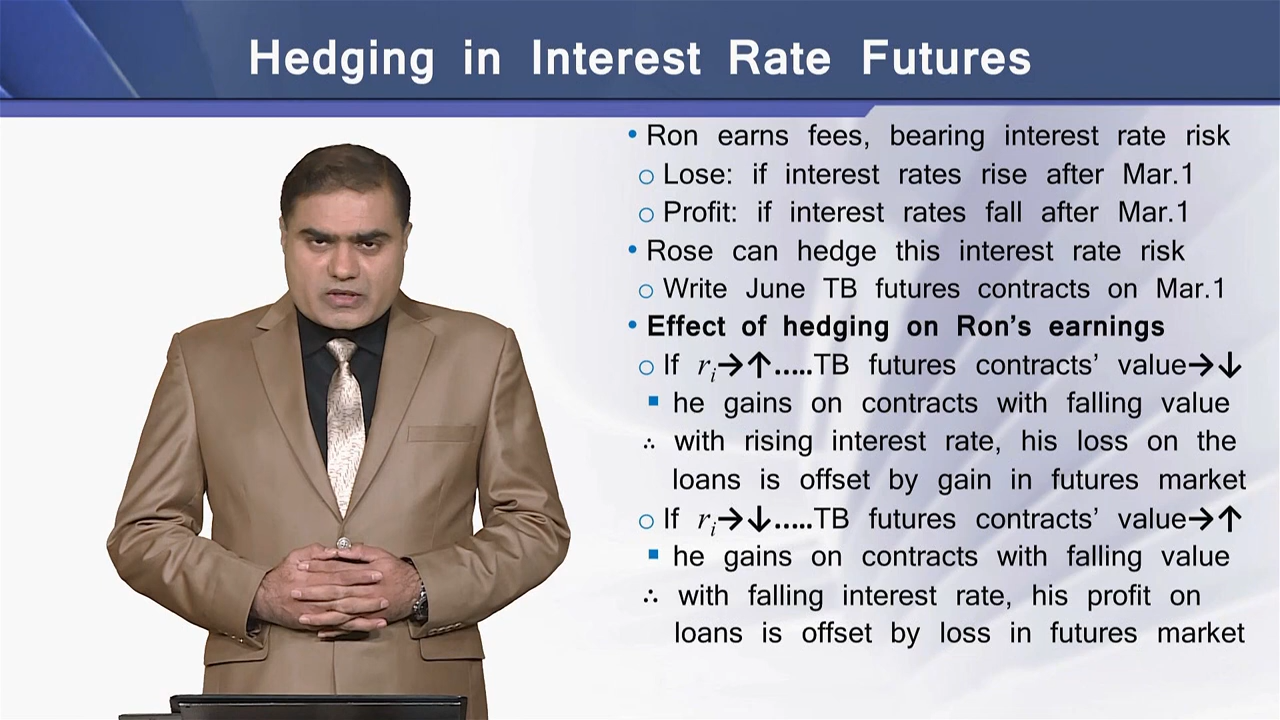 Hedging in Interest Rate Futures
• Ron earns fees, bearing interest rate risk
○ Lose: if interest rates rise after Mar.1
○ Profit: if interest rates fall after Mar.1
• Rose can hedge this interest rate risk
○ Write June TB futures contracts on Mar.1
• Effect of hedging on Ron's earnings
○ If rᵢ→↑.....TB futures contracts' value→↓
▪ he gains on contracts with falling value
∴ with rising interest rate, his loss on the
loans is offset by gain in futures market
○ If rᵢ→↓.....TB futures contracts' value→↑
▪ he gains on contracts with falling value
∴ with falling interest rate, his profit on
loans is offset by loss in futures market